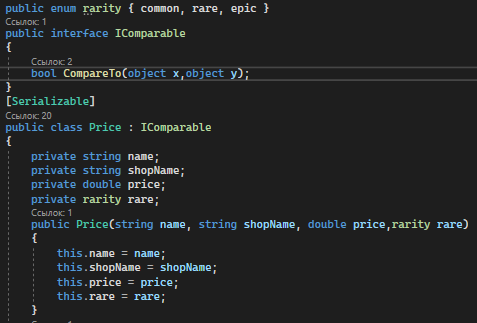 public enum rarity { common, rare, epic }
Ссылок: 1
public interface IComparable
{
Ссылок: 2
bool CompareTo(object x,object y);
}
[Serializable]
Ссылок: 20
public class Price : IComparable
{
private string name;
private string shopName;
private double price;
private rarity rare;
Ссылок: 1
public Price(string name, string shopName, double price,rarity rare)
{
this.name = name;
this.shopName = shopName;
this.price = price;
this.rare = rare;
}